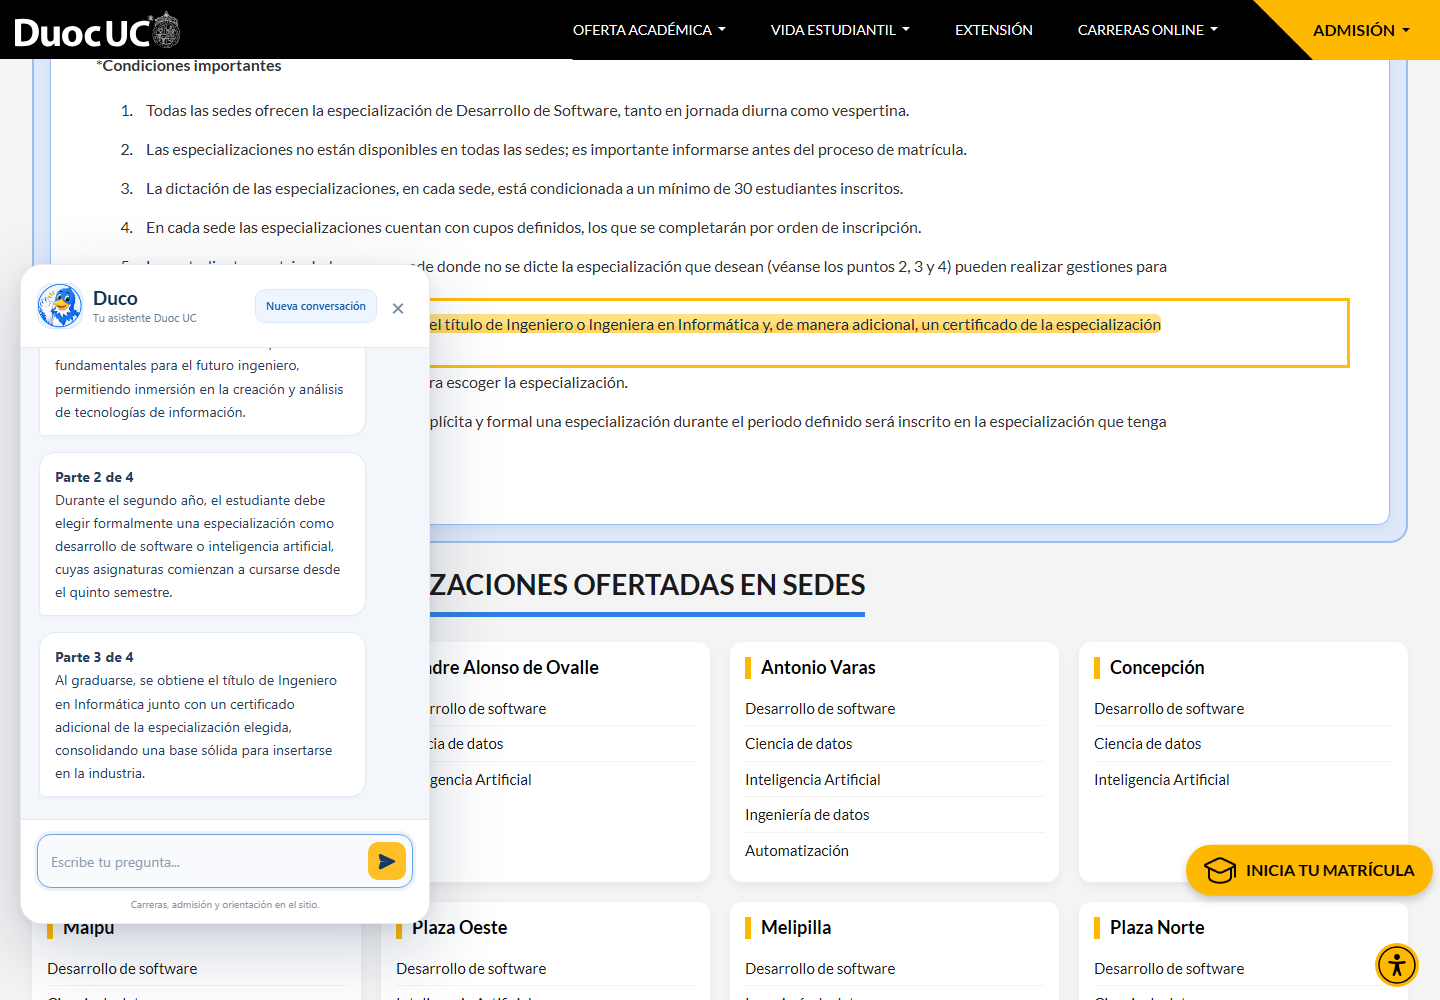 Duoc UC
OFERTA ACADÉMICA
VIDA ESTUDIANTIL
EXTENSIÓN
CARRERAS ONLINE
ADMISIÓN
*Condiciones importantes
1. Todas las sedes ofrecen la especialización de Desarrollo de Software, tanto en jornada diurna como vespertina.
2. Las especializaciones no están disponibles en todas las sedes; es importante informarse antes del proceso de matrícula.
3. La dictación de las especializaciones, en cada sede, está condicionada a un mínimo de 30 estudiantes inscritos.
4. En cada sede las especializaciones cuentan con cupos definidos, los que se completarán por orden de inscripción.
donde no se dicte la especialización que desean (véanse los puntos 2, 3 y 4) pueden realizar gestiones para
el título de Ingeniero o Ingeniera en Informática y, de manera adicional, un certificado de la especialización
ra escoger la especialización.
plícita y formal una especialización durante el periodo definido será inscrito en la especialización que tenga
Duco
Tu asistente Duoc UC
Nueva conversación
fundamentales para el futuro ingeniero,
permitiendo inmersión en la creación y análisis
de tecnologías de información.
Parte 2 de 4
Durante el segundo año, el estudiante debe
elegir formalmente una especialización como
desarrollo de software o inteligencia artificial,
cuyas asignaturas comienzan a cursarse desde
el quinto semestre.
Parte 3 de 4
Al graduarse, se obtiene el título de Ingeniero
en Informática junto con un certificado
adicional de la especialización elegida,
consolidando una base sólida para insertarse
en la industria.
Escribe tu pregunta...
Carreras, admisión y orientación en el sitio.
ZACIONES OFERTADAS EN SEDES
dre Alonso de Ovalle
rrollo de software
cia de datos
gencia Artificial
Antonio Varas
Desarrollo de software
Ciencia de datos
Inteligencia Artificial
Ingeniería de datos
Automatización
Concepción
Desarrollo de software
Ciencia de datos
Inteligencia Artificial
INICIA TU MATRÍCULA
Maipú
Desarrollo de software
Plaza Oeste
Desarrollo de software
Melipilla
Desarrollo de software
Plaza Norte
Desarrollo de software